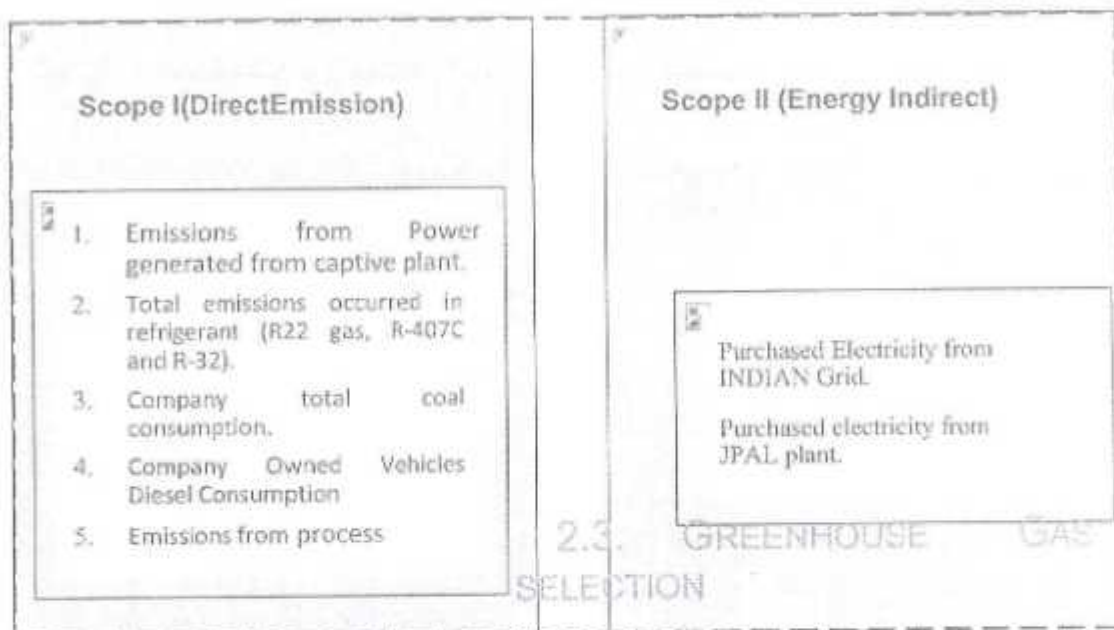 Scope I(DirectEmission)
1. Emissions from Power
generated from captive plant.
2. Total emissions occurred in
refrigerant (R22 gas, R-407C
and R-32).
3. Company total coal
consumption.
4. Company Owned Vehicles
Diesel Consumption
5. Emissions from process
Scope II (Energy Indirect)
Purchased Electricity from
INDIAN Grid.
Purchased electricity from
JPAL plant.
2.3. GREENHOUSE GAS
SELECTION